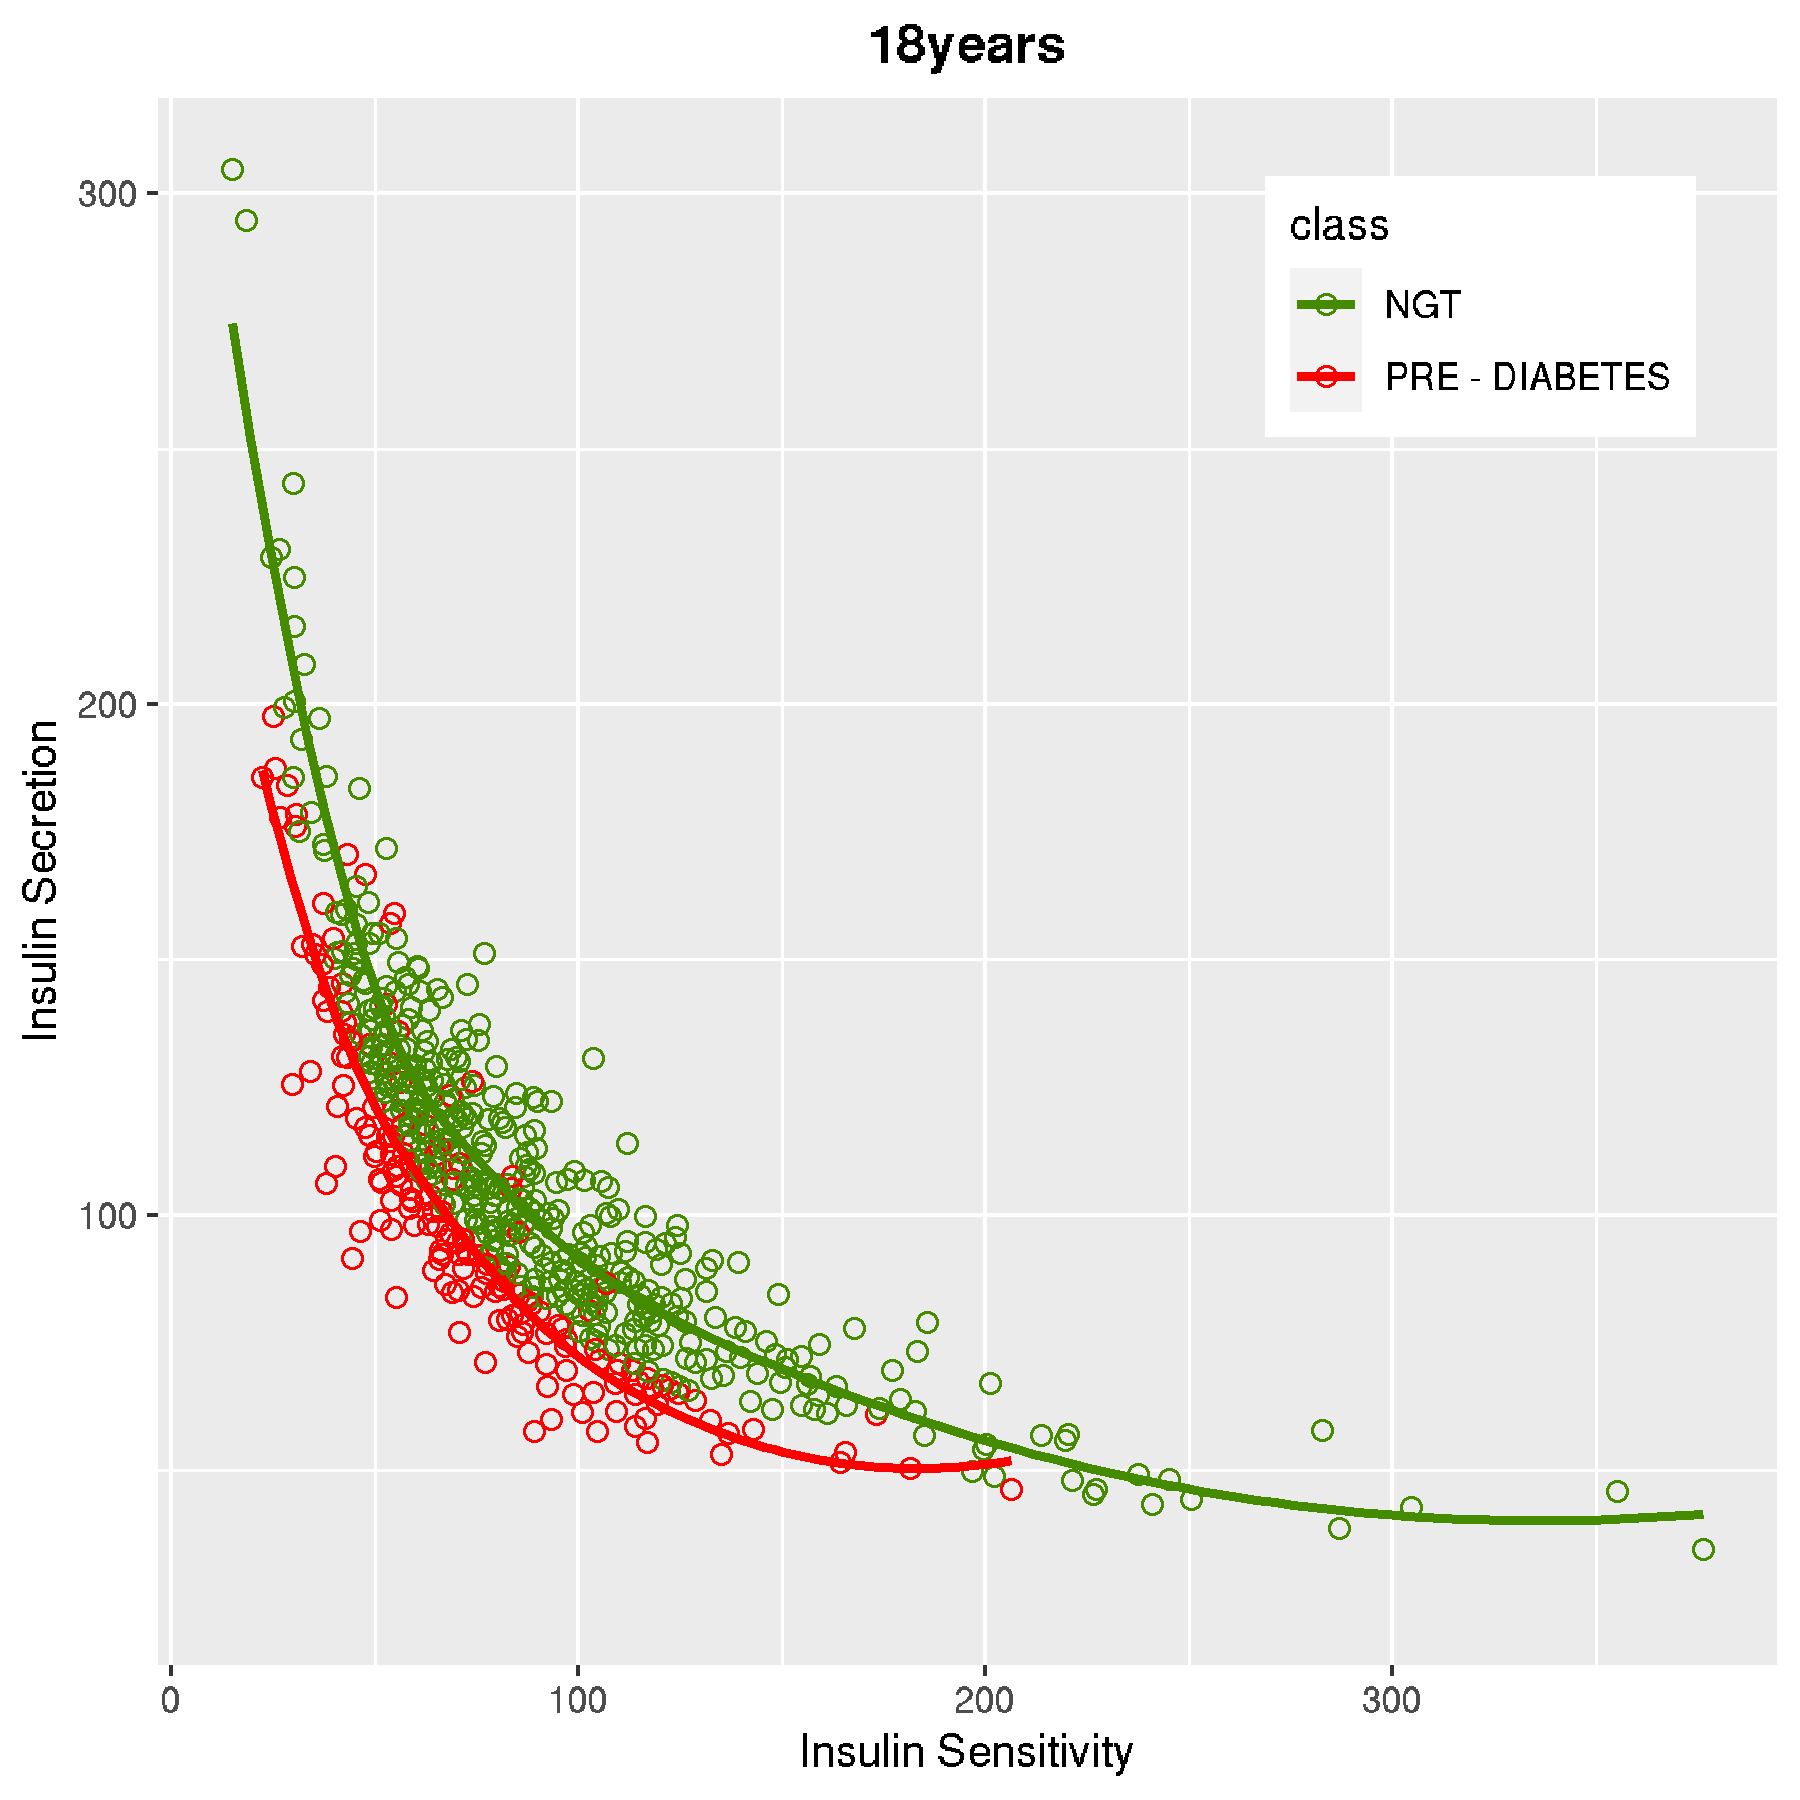 18years
300
200
100
Insulin Secretion
class
NGT
PRE - DIABETES
0
100
200
300
Insulin Sensitivity